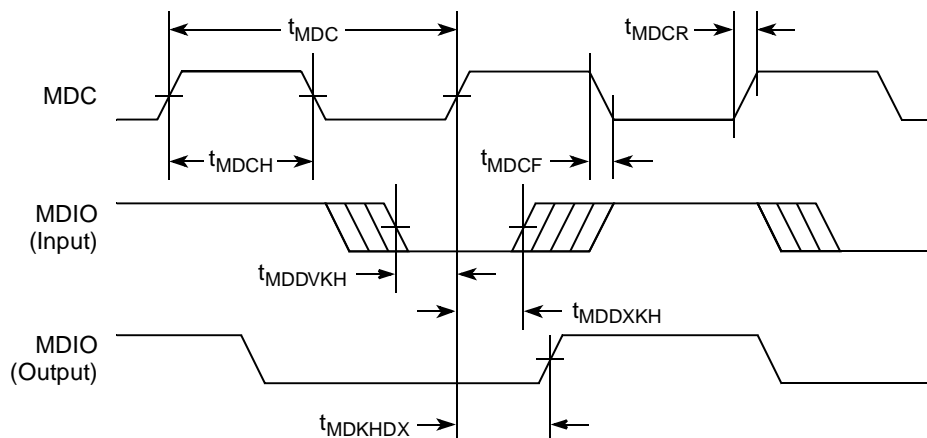 tMDC
tMDCR
MDC
tMDCH
tMDCF
MDIO
(Input)
tMDDVKH
tMDDXKH
MDIO
(Output)
tMDKHDX